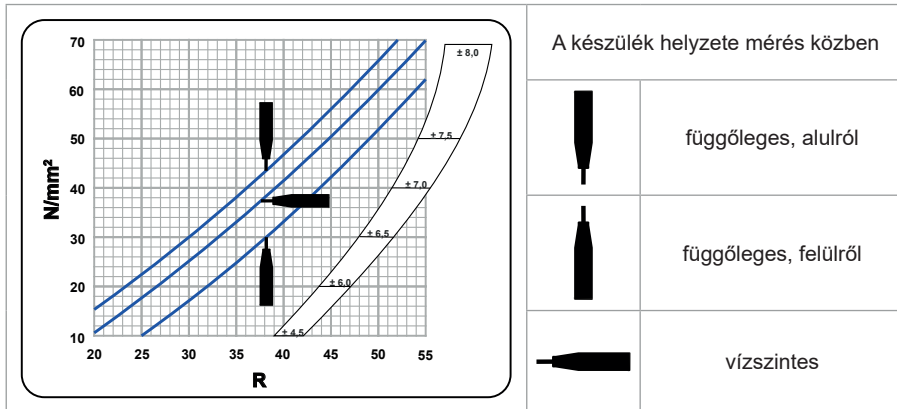 70
60
50
40
30
20
10
N/mm²
20 25 30 35 40 45 50 55
R
± 8,0
± 7,5
± 7,0
± 6,5
± 6,0
± 4,5
A készülék helyzete mérés közben
függőleges, alulról
függőleges, felülről
vízszintes